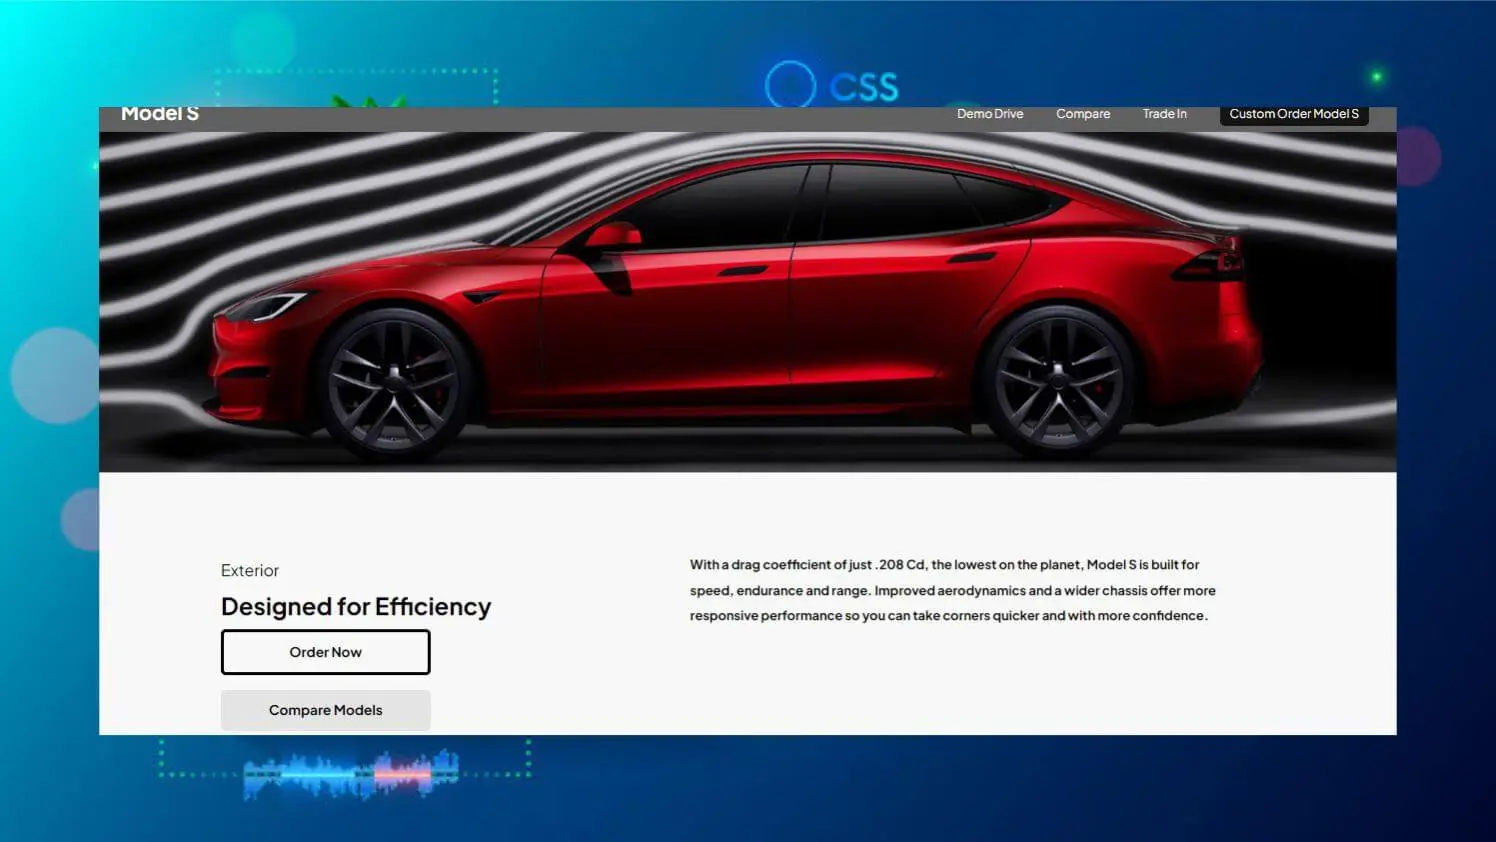 CSS
Model S
Demo Drive
Compare
Trade In
Custom Order Model S
Exterior
Designed for Efficiency
Order Now
Compare Models
With a drag coefficient of just .208 Cd, the lowest on the planet, Model S is built for
speed, endurance and range. Improved aerodynamics and a wider chassis offer more
responsive performance so you can take corners quicker and with more confidence.